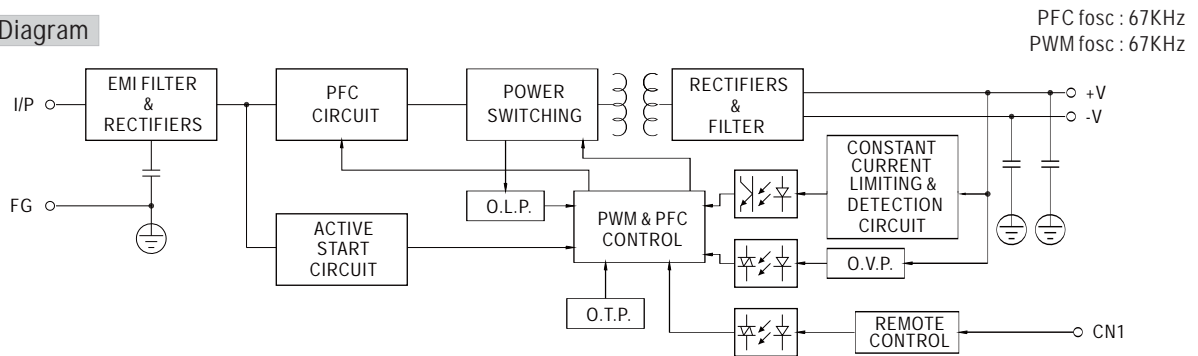 Diagram
PFC fosc : 67KHz
PWM fosc : 67KHz
I/P
EMI FILTER
&
RECTIFIERS
PFC
CIRCUIT
POWER
SWITCHING
RECTIFIERS
&
FILTER
+V
-V
FG
ACTIVE
START
CIRCUIT
O.L.P.
PWM & PFC
CONTROL
CONSTANT
CURRENT
LIMITING &
DETECTION
CIRCUIT
O.V.P.
O.T.P.
REMOTE
CONTROL
CN1